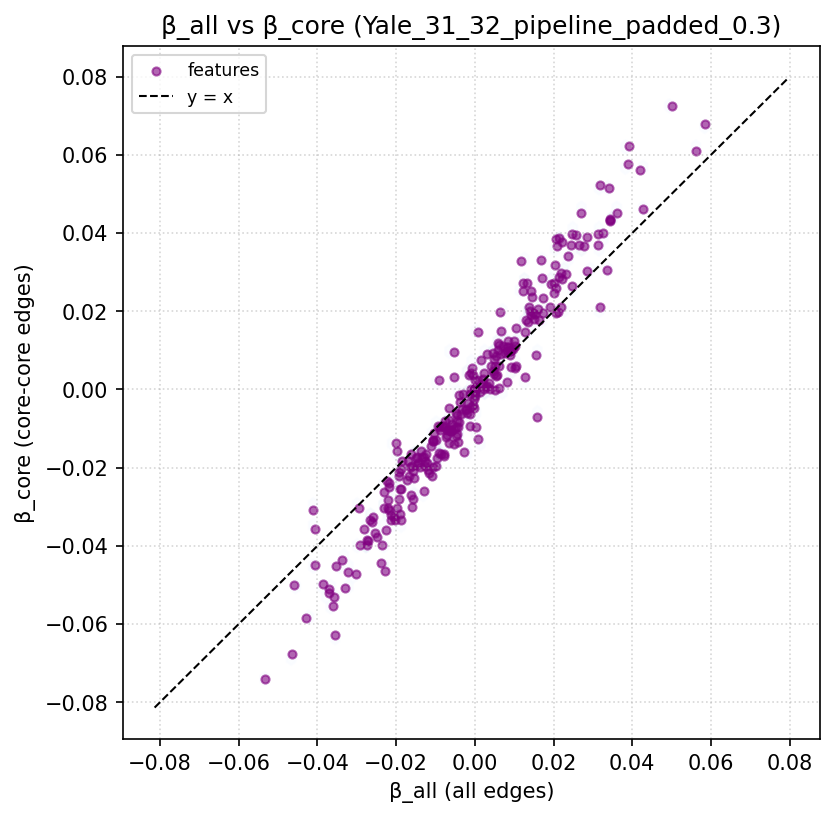 β_all vs β_core (Yale_31_32_pipeline_padded_0.3)
features
y = x
0.08
0.06
0.04
0.02
0.00
−0.02
−0.04
−0.06
−0.08
β_core (core-core edges)
−0.08 −0.06 −0.04 −0.02 0.00 0.02 0.04 0.06 0.08
β_all (all edges)